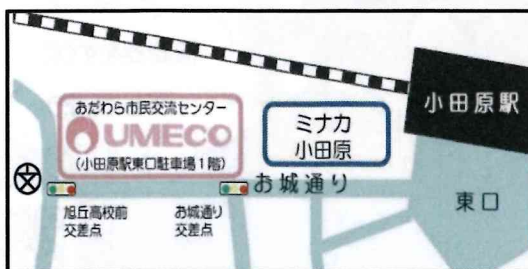 小田原駅
おだわら市民交流センター
UMECO
(小田原駅東口駐車場1階)
ミナカ
小田原
お城通り
東口
旭丘高校前
交差点
お城通り
交差点